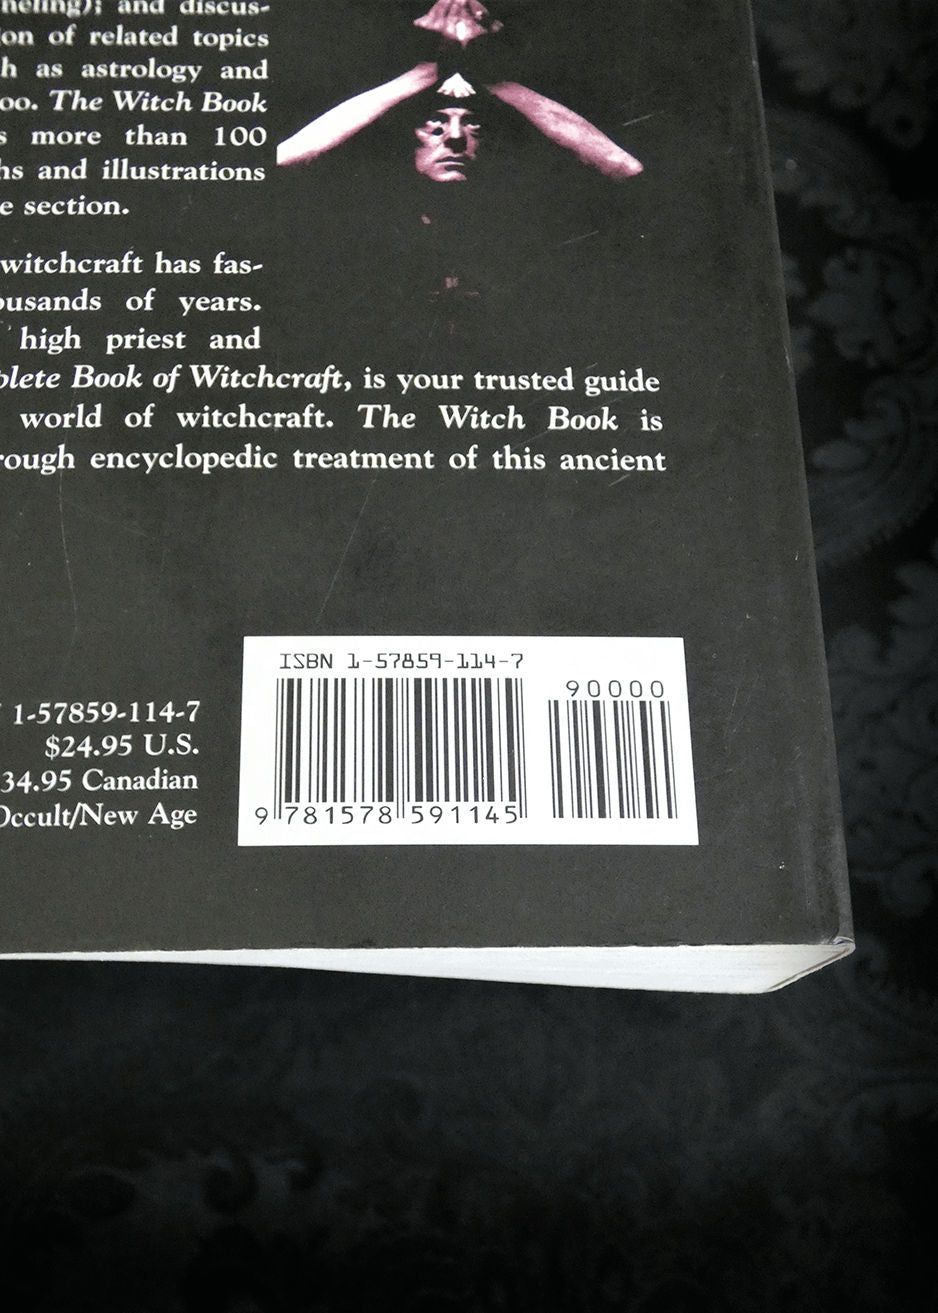 neling); and discus-
on of related topics
h as astrology and
oo. The Witch Book
s more than 100
hs and illustrations
e section.
witchcraft has fas-
ousands of years.
high priest and
plete Book of Witchcraft, is your trusted guide
world of witchcraft. The Witch Book is
rough encyclopedic treatment of this ancient
1-57859-114-7
$24.95 U.S.
34.95 Canadian
Occult/New Age
ISBN 1-57859-114-7
90000
9 781578 591145